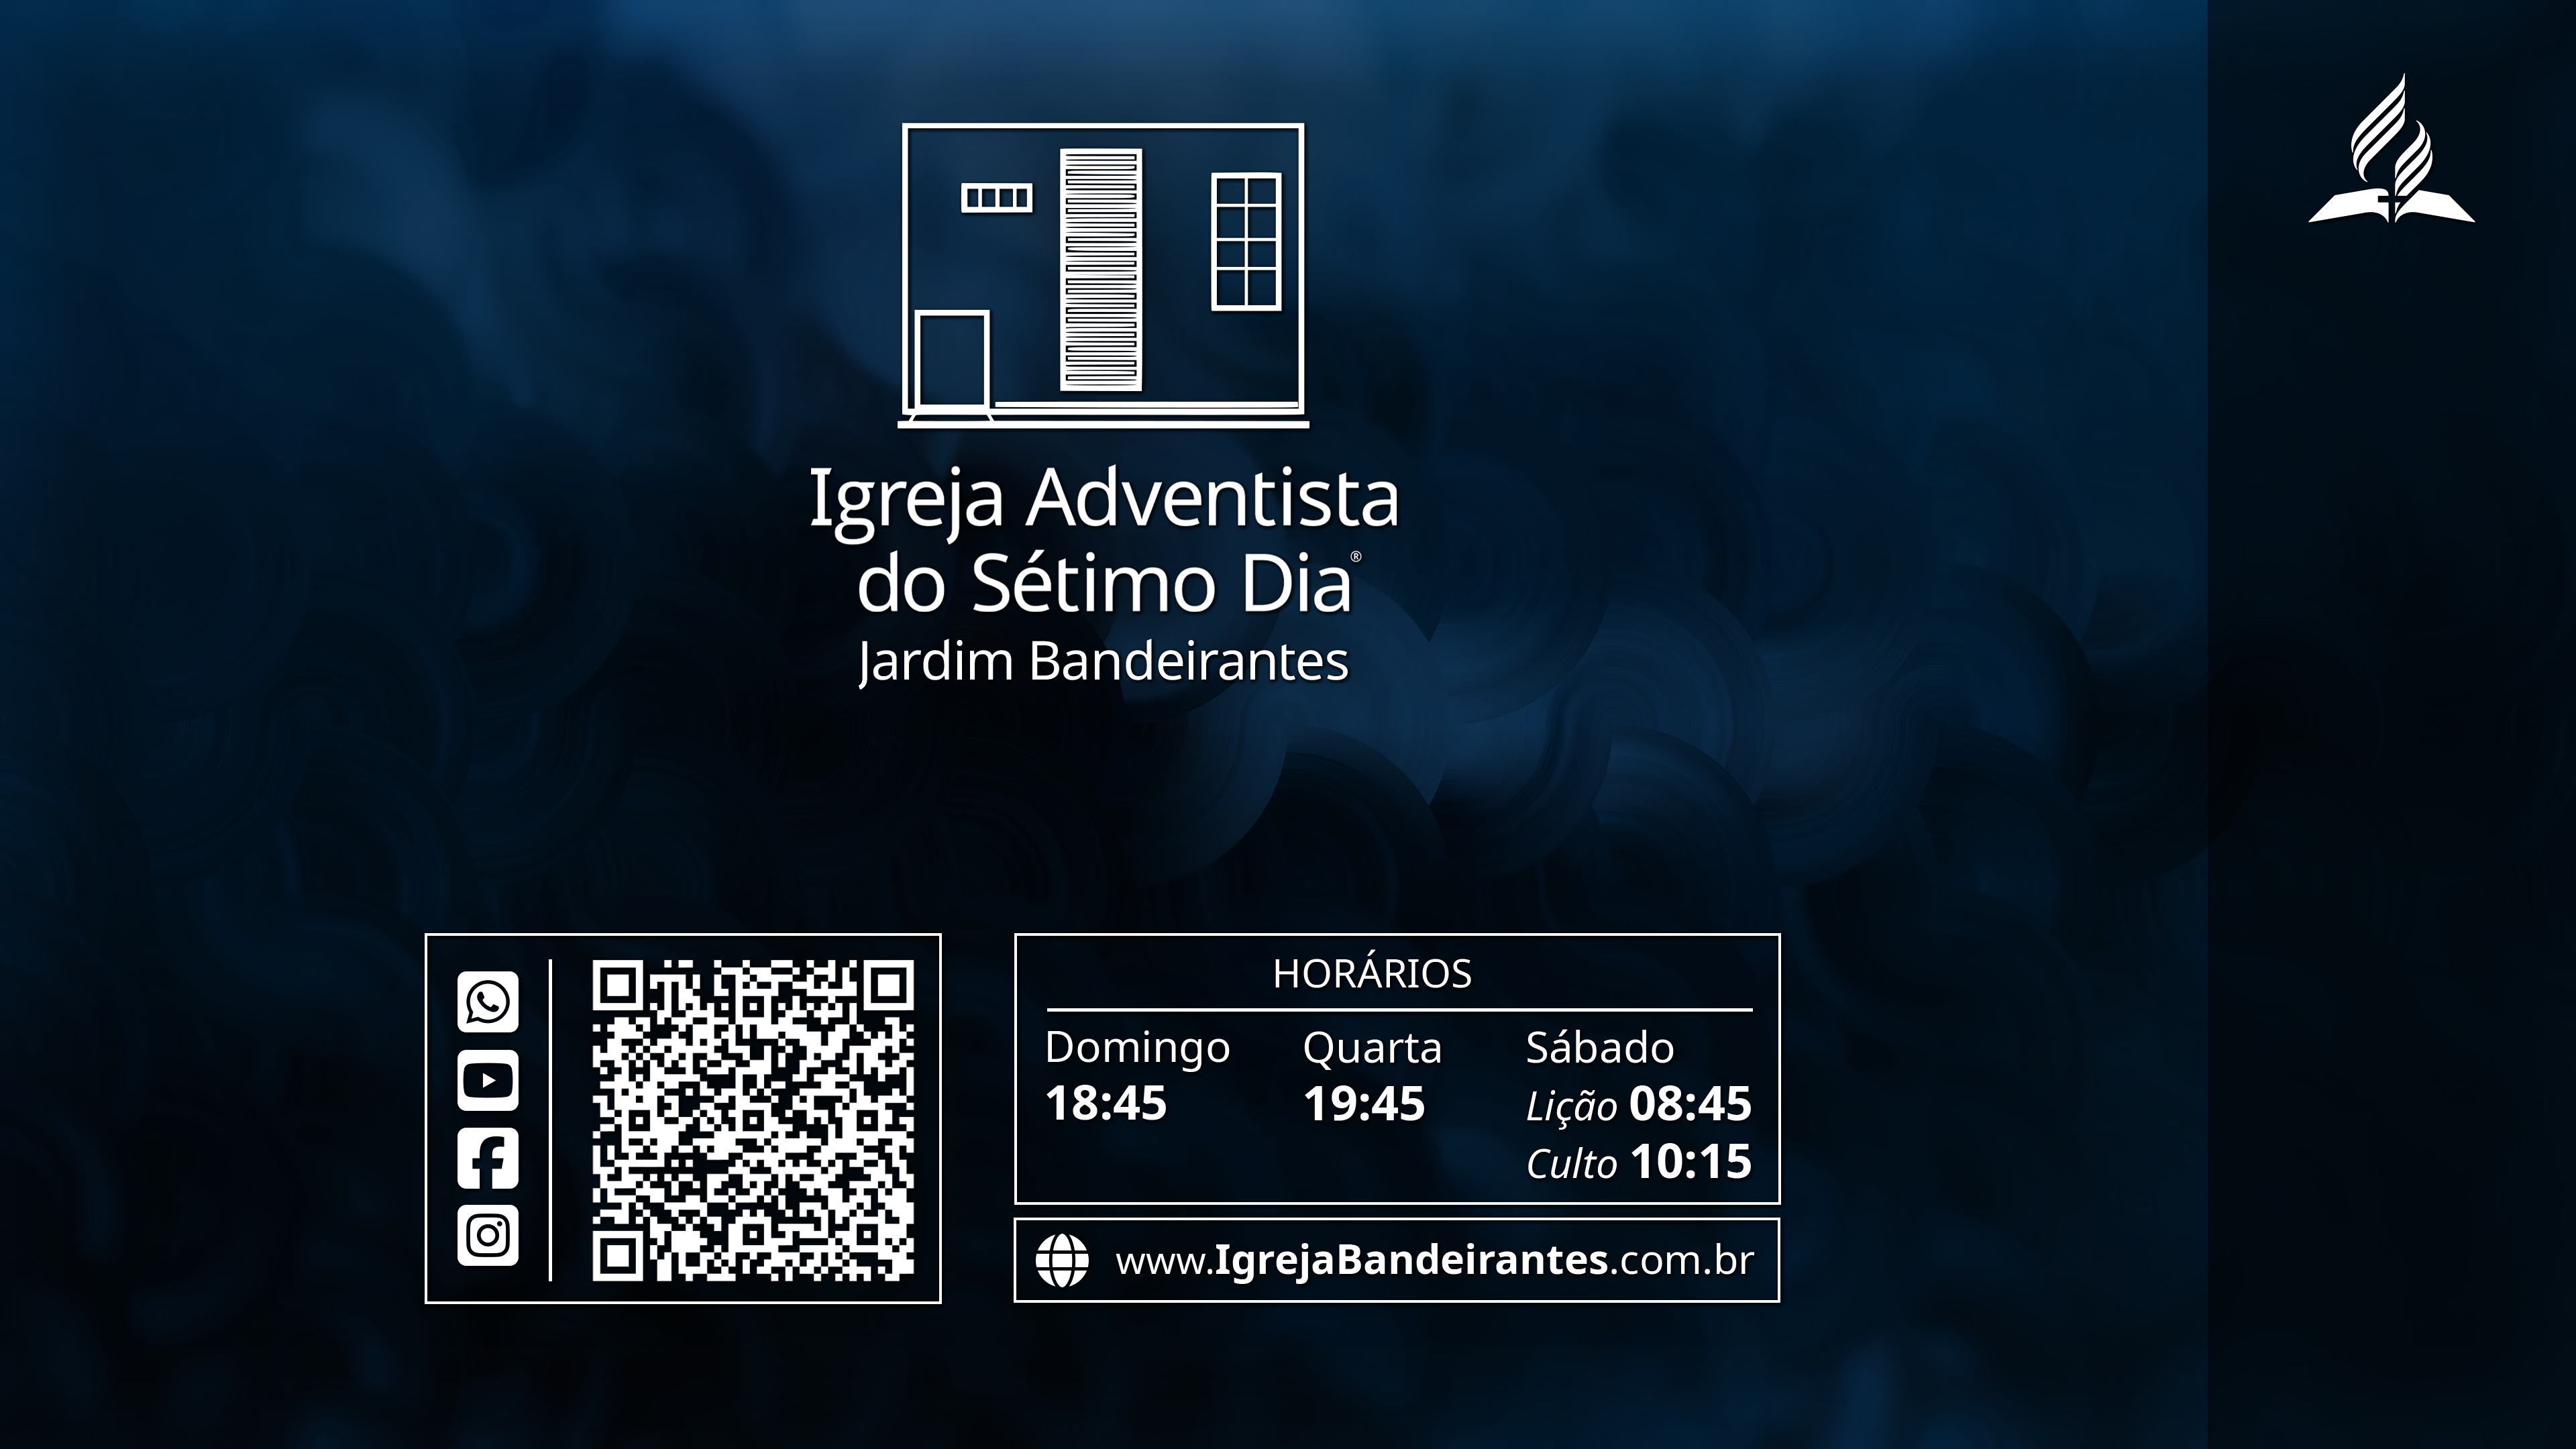 Igreja Adventista
do Sétimo Dia®
Jardim Bandeirantes
HORÁRIOS
Domingo
18:45
Quarta
19:45
Sábado
Lição 08:45
Culto 10:15
www.IgrejaBandeirantes.com.br